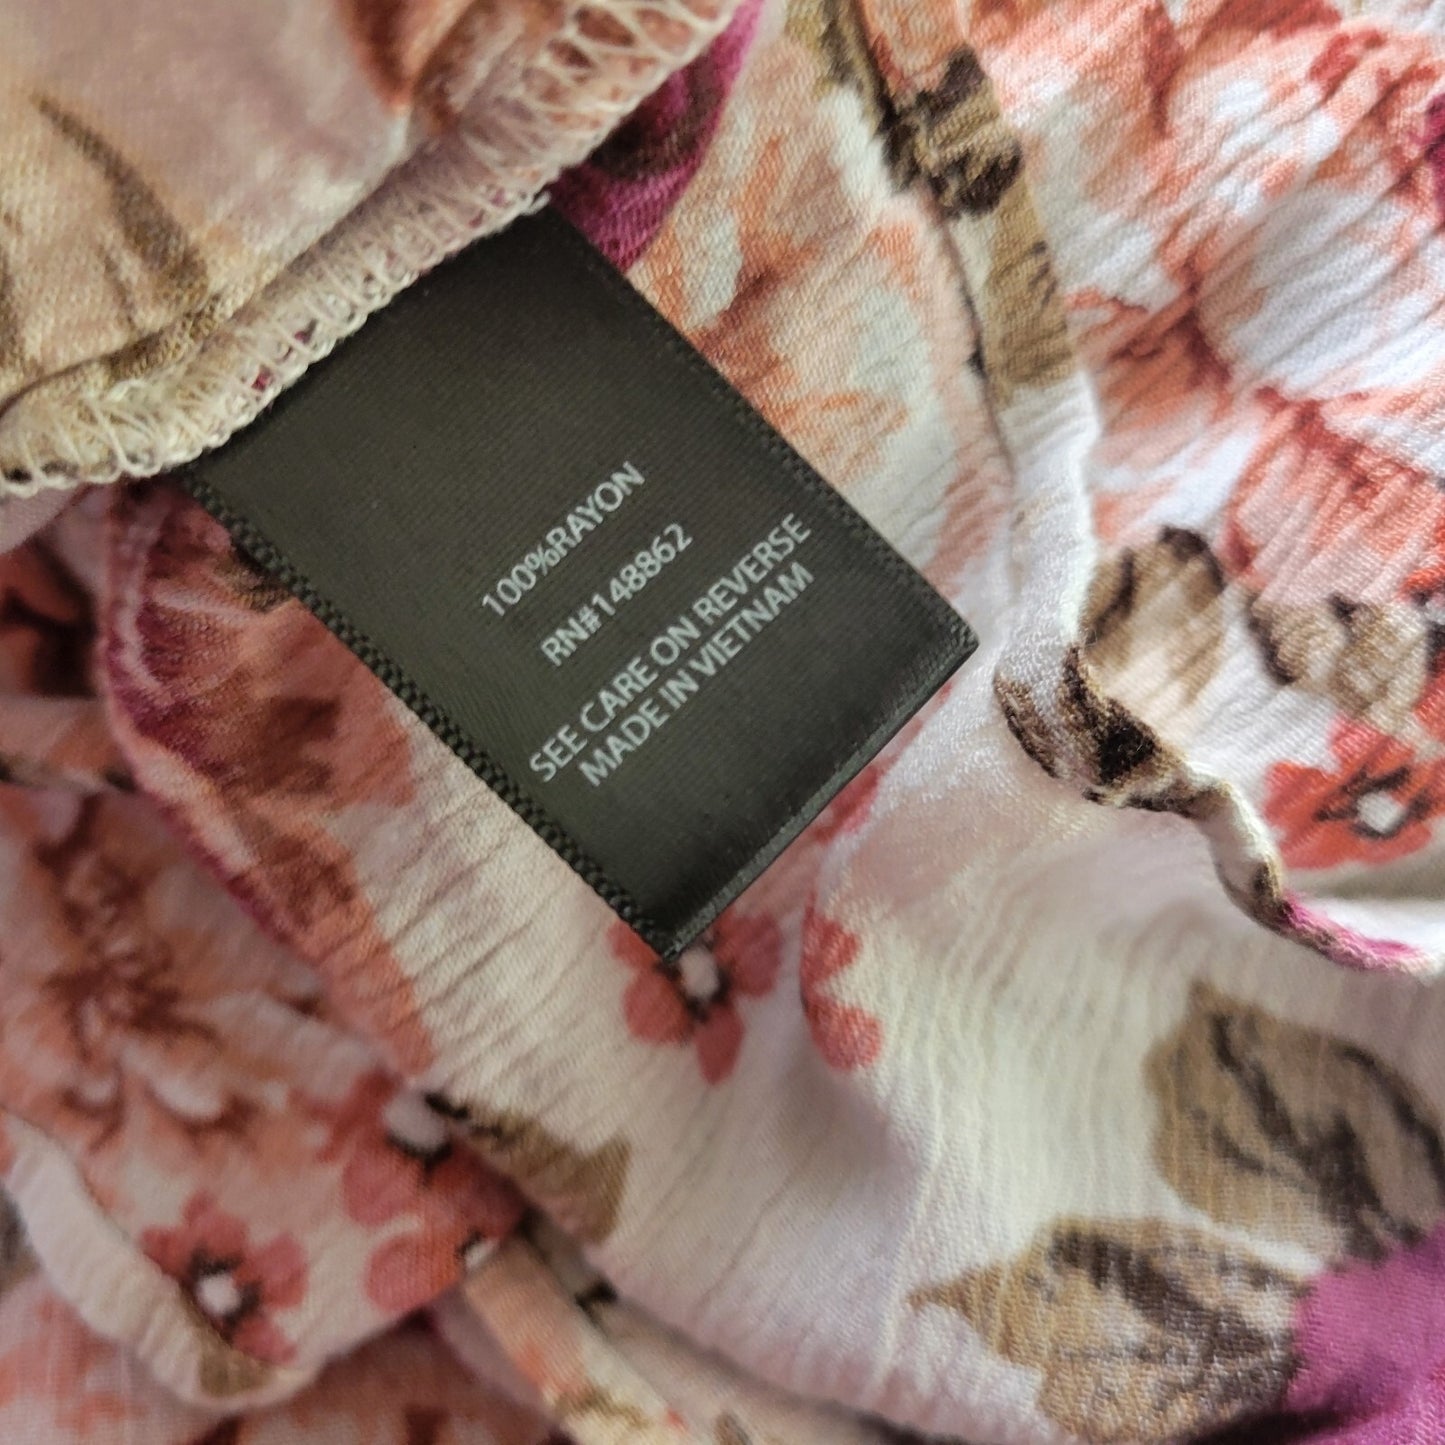 100%RAYON
RN#148862
SEE CARE ON REVERSE
MADE IN VIETNAM